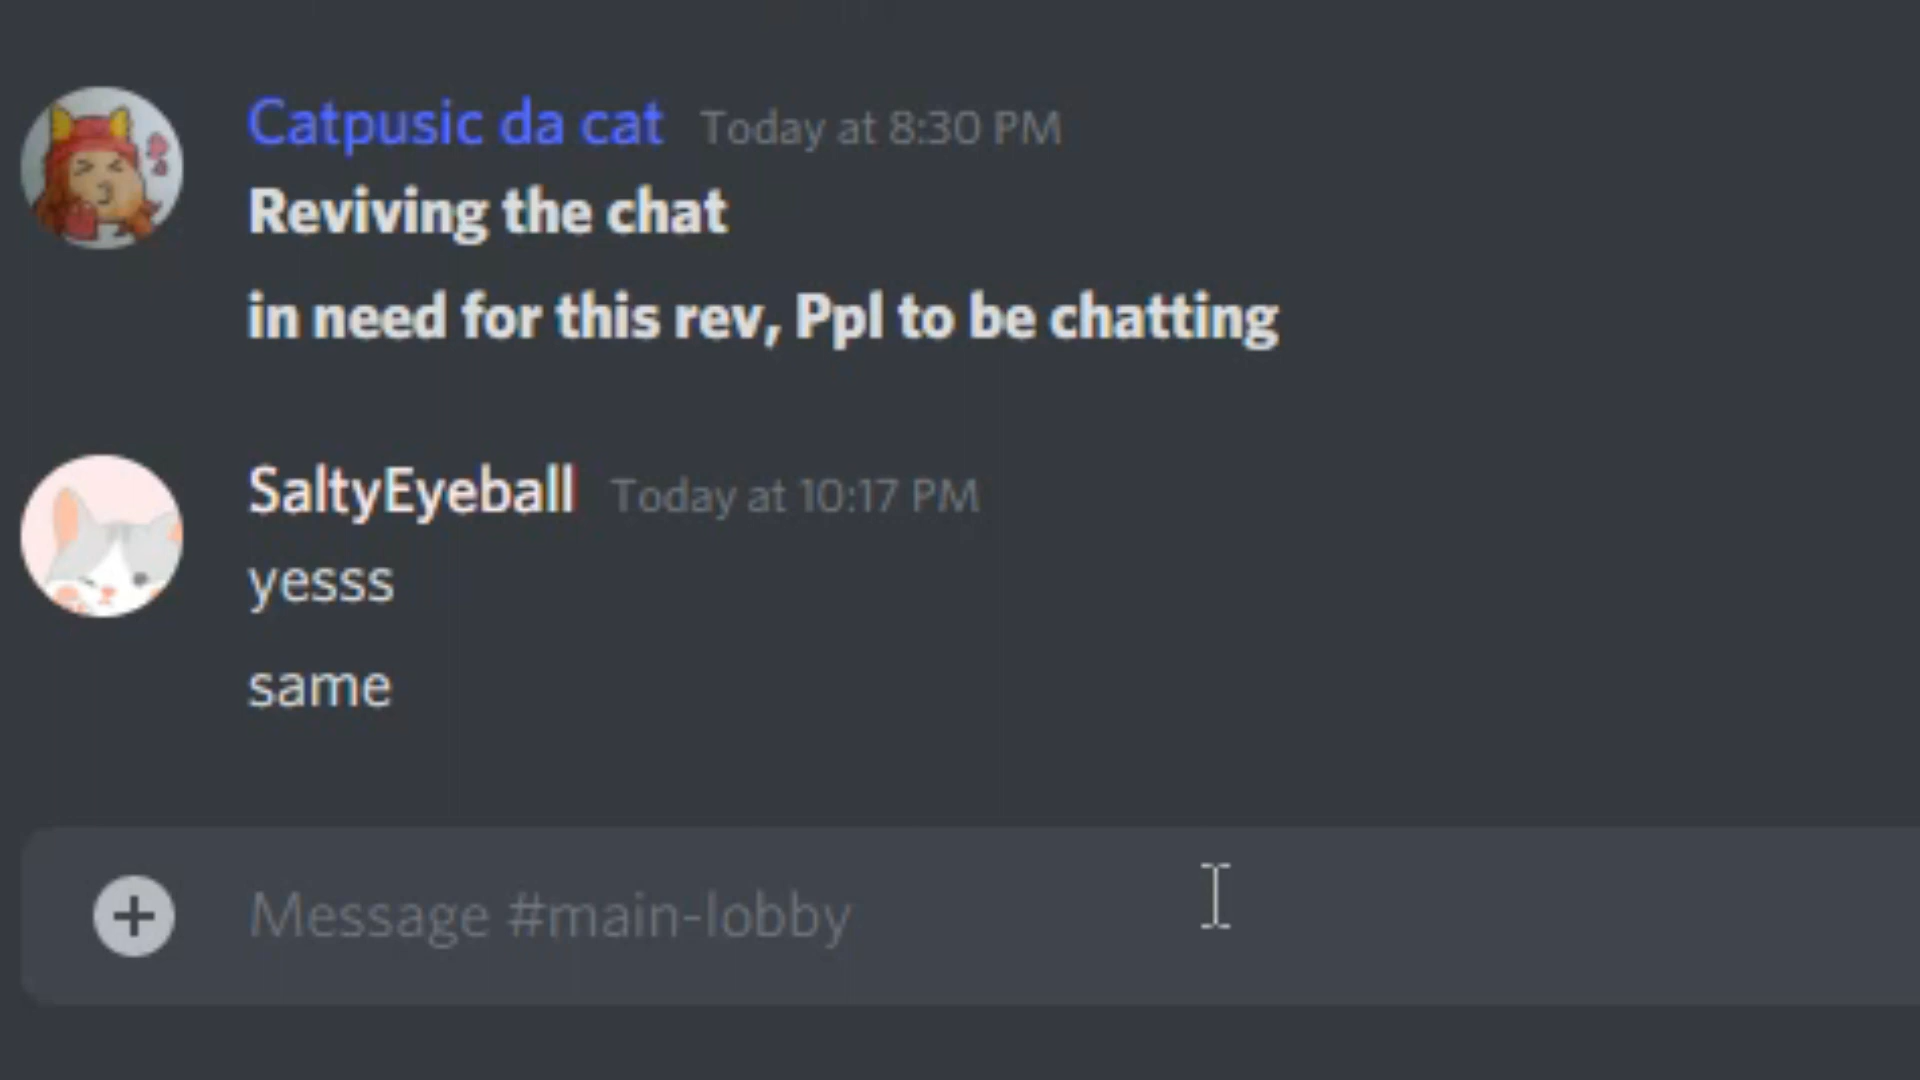 Catpusic da cat Today at 8:30 PM
Reviving the chat
in need for this rev, Ppl to be chatting
SaltyEyeball Today at 10:17 PM
yesss
same
Message #main-lobby